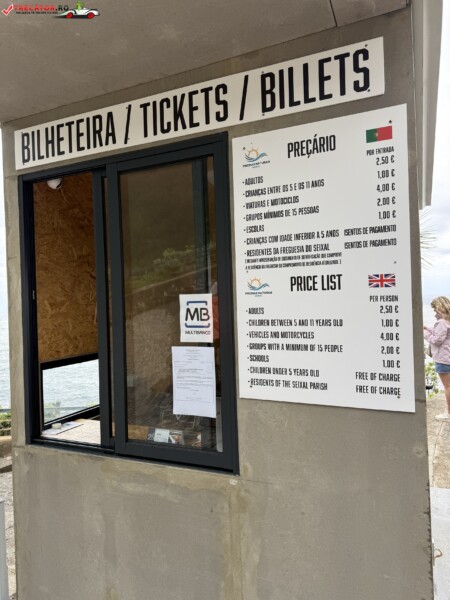 TRECATOR.RO
BILHETEIRA / TICKETS / BILLETS
PREÇÁRIO
POR ENTRADA
• ADULTOS 2,50 €
• CRIANÇAS ENTRE OS 5 E OS 11 ANOS 1,00 €
• VIATURAS E MOTOCICLOS 4,00 €
• GRUPOS MÍNIMOS DE 15 PESSOAS 2,00 €
• ESCOLAS 1,00 €
• CRIANÇAS COM IDADE INFERIOR A 5 ANOS ISENTOS DE PAGAMENTO
• RESIDENTES DA FREGUESIA DO SEIXAL ISENTOS DE PAGAMENTO
PRICE LIST
PER PERSON
• ADULTS 2,50 €
• CHILDREN BETWEEN 5 AND 11 YEARS OLD 1,00 €
• VEHICLES AND MOTORCYCLES 4,00 €
• GROUPS WITH A MINIMUM OF 15 PEOPLE 2,00 €
• SCHOOLS 1,00 €
• CHILDREN UNDER 5 YEARS OLD FREE OF CHARGE
• RESIDENTS OF THE SEIXAL PARISH FREE OF CHARGE
MB
MULTIBANCO